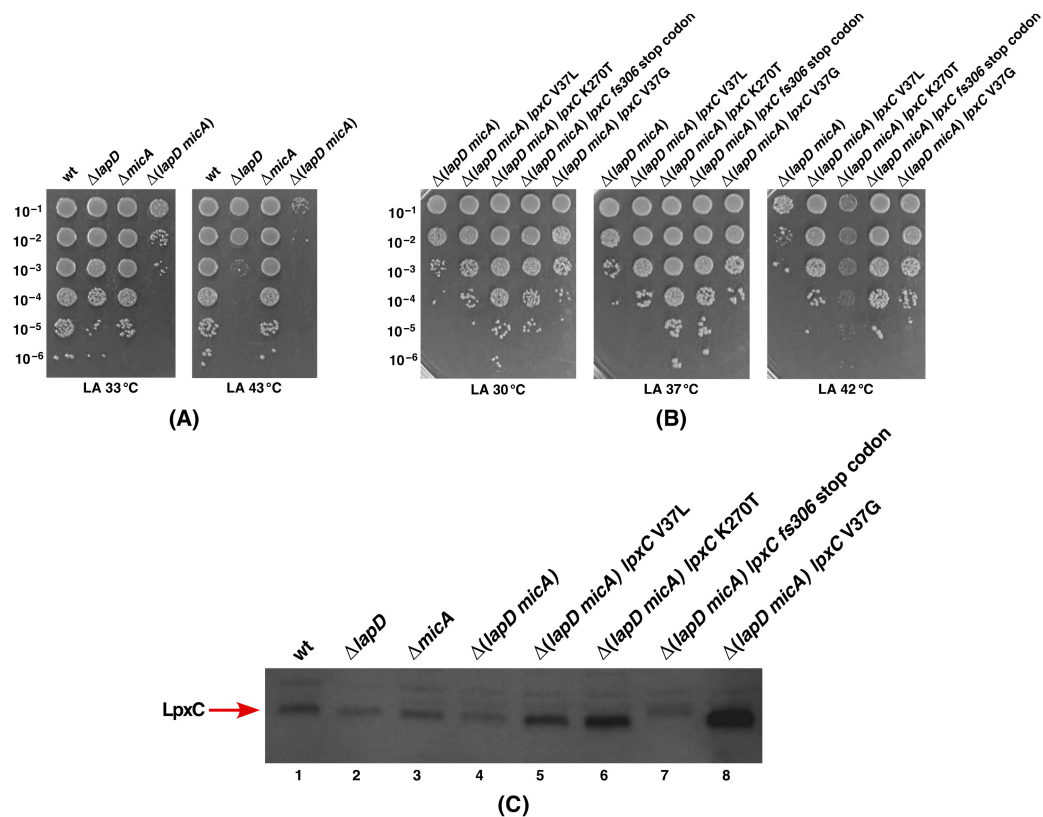 wt
ΔlapD
ΔmicA
Δ(lapD micA)
wt
ΔlapD
ΔmicA
Δ(lapD micA)
10−1
10−2
10−3
10−4
10−5
10−6
LA 33°C
LA 43°C
(A)
Δ(lapD micA)
Δ(lapD micA) lpxC V37L
Δ(lapD micA) lpxC K270T
Δ(lapD micA) lpxC fs306 stop codon
Δ(lapD micA) lpxC V37G
Δ(lapD micA)
Δ(lapD micA) lpxC V37L
Δ(lapD micA) lpxC K270T
Δ(lapD micA) lpxC fs306 stop codon
Δ(lapD micA) lpxC V37G
Δ(lapD micA)
Δ(lapD micA) lpxC V37L
Δ(lapD micA) lpxC K270T
Δ(lapD micA) lpxC fs306 stop codon
Δ(lapD micA) lpxC V37G
10−1
10−2
10−3
10−4
10−5
10−6
LA 30°C
LA 37°C
LA 42°C
(B)
wt
ΔlapD
ΔmicA
Δ(lapD micA)
Δ(lapD micA) lpxC V37L
Δ(lapD micA) lpxC K270T
Δ(lapD micA) lpxC fs306 stop codon
Δ(lapD micA) lpxC V37G
LpxC
1 2 3 4 5 6 7 8
(C)